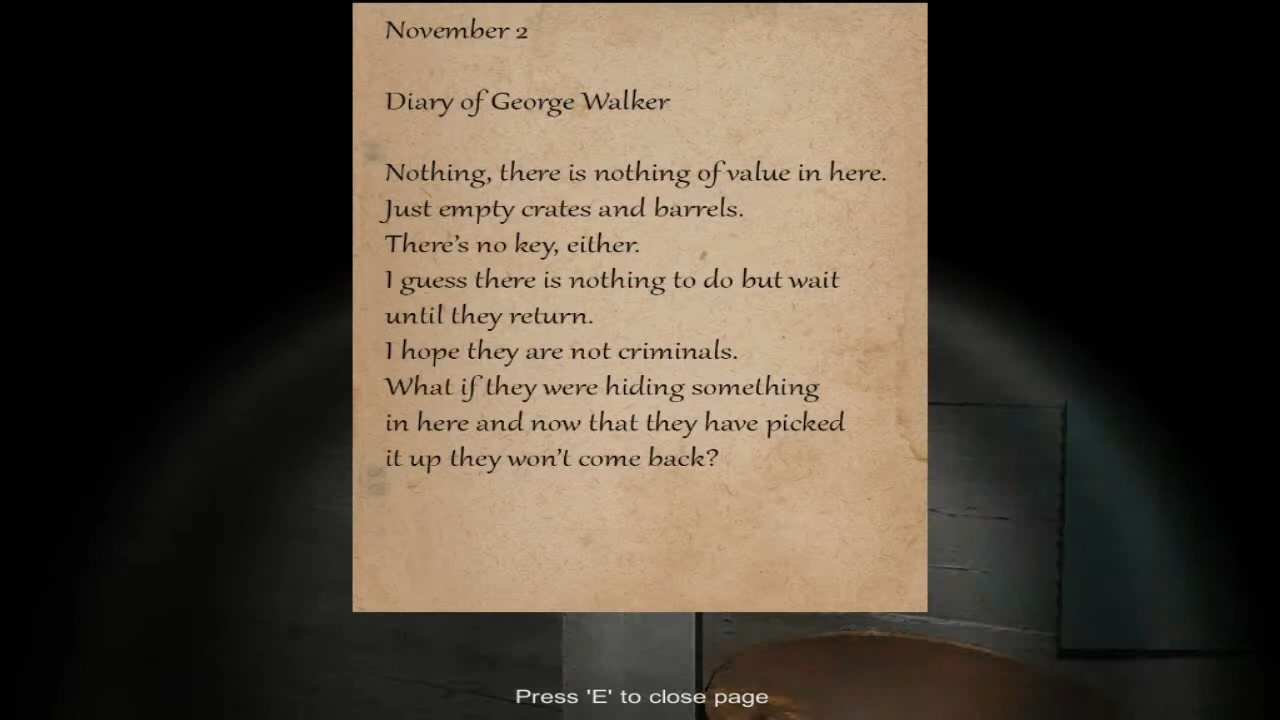 November 2
Diary of George Walker
Nothing, there is nothing of value in here.
Just empty crates and barrels.
There's no key, either.
I guess there is nothing to do but wait
until they return.
I hope they are not criminals.
What if they were hiding something
in here and now that they have picked
it up they won't come back?
Press 'E' to close page